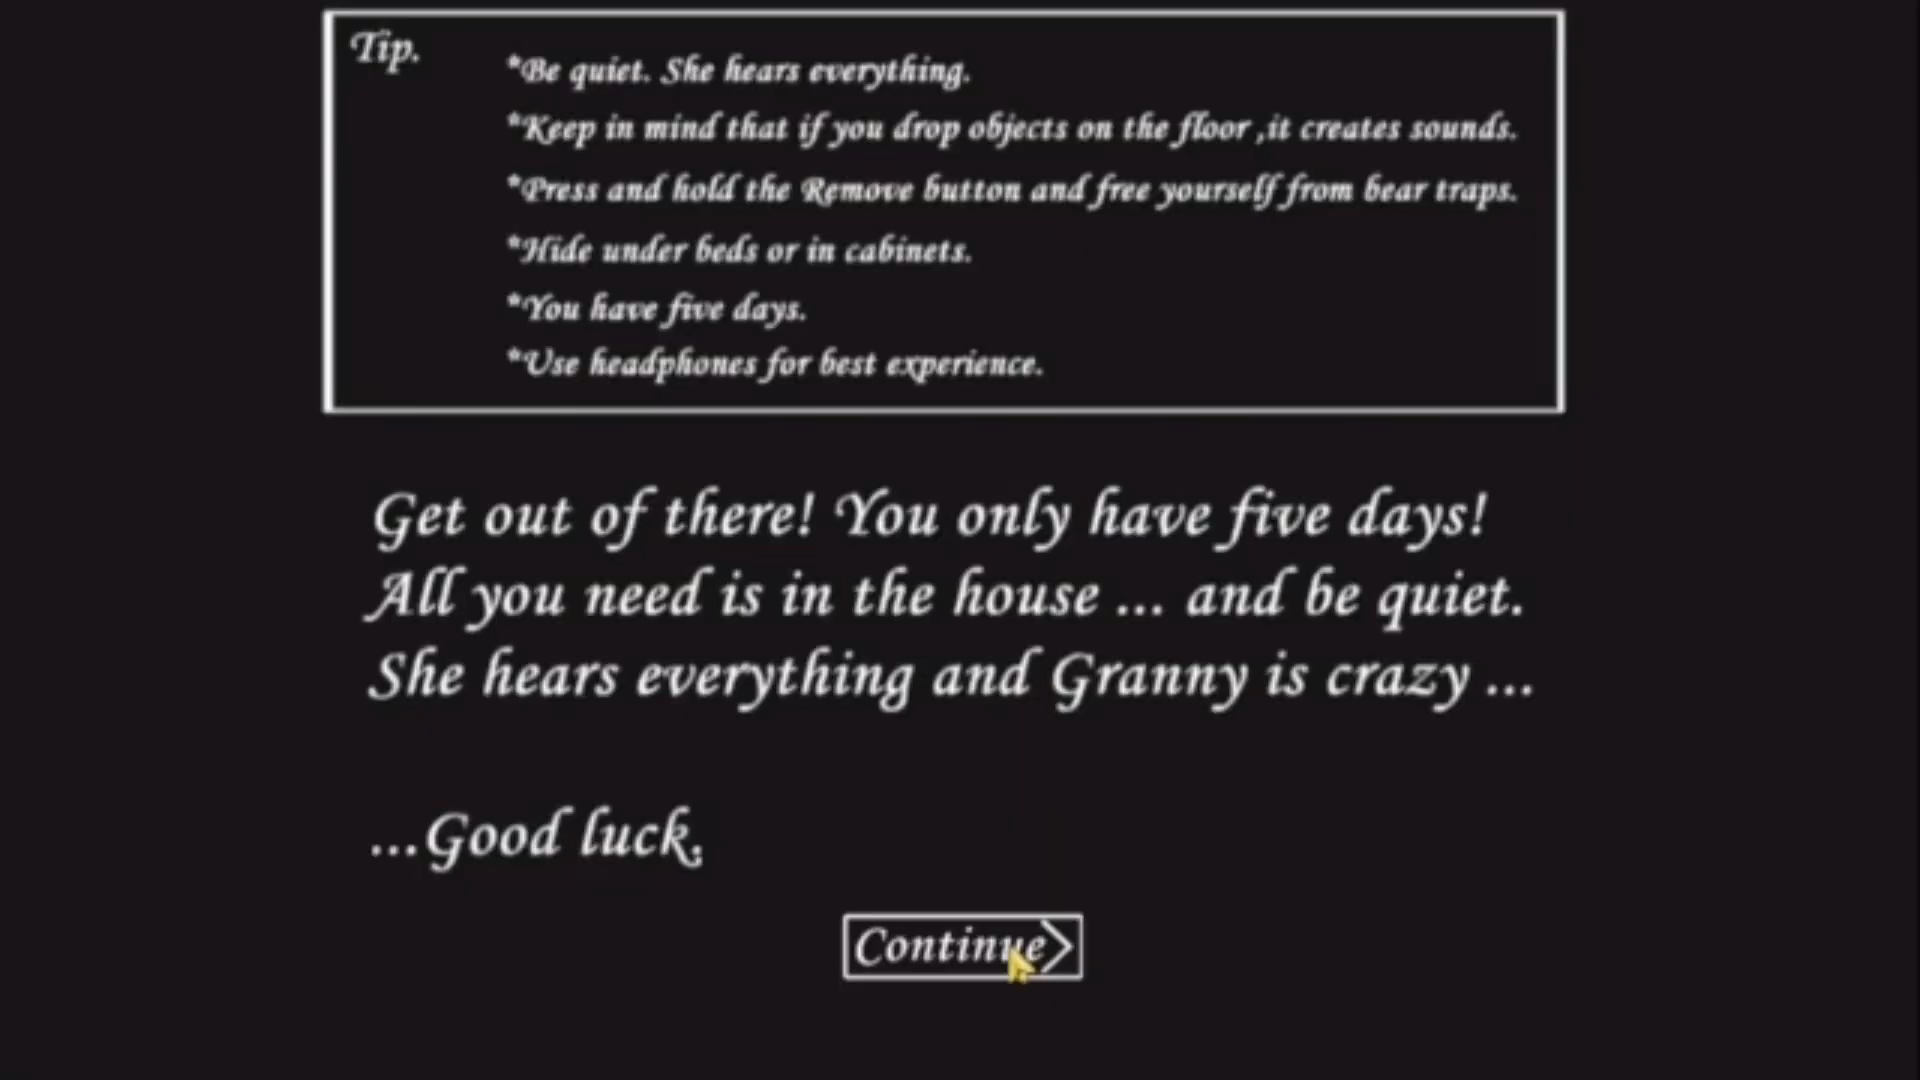 Tip.
*Be quiet. She hears everything.
*Keep in mind that if you drop objects on the floor ,it creates sounds.
*Press and hold the Remove button and free yourself from bear traps.
*Hide under beds or in cabinets.
*You have five days.
*Use headphones for best experience.
Get out of there! You only have five days!
All you need is in the house ... and be quiet.
She hears everything and Granny is crazy ...
...Good luck.
Continue>